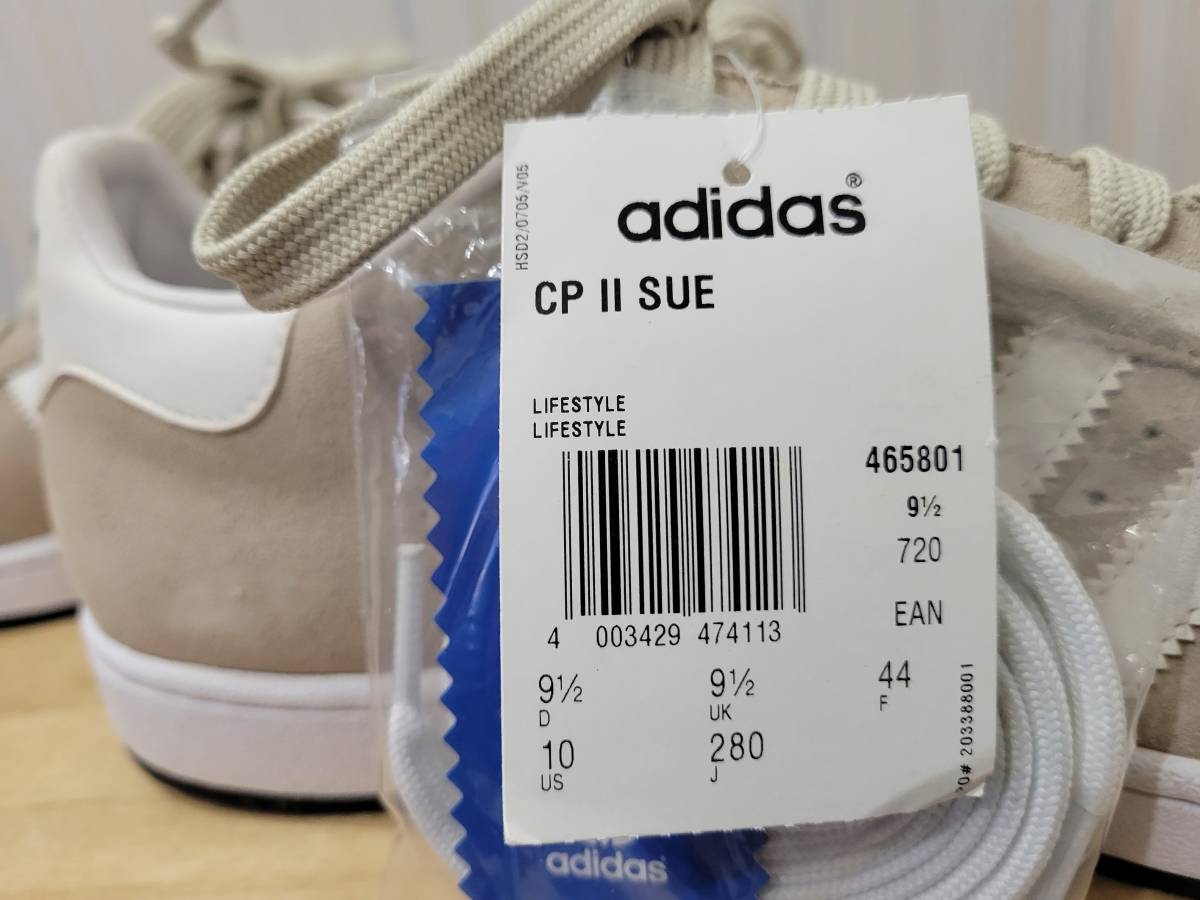 HSD2/0705/V05
adidas®
CP II SUE
LIFESTYLE
LIFESTYLE
465801
9½
720
EAN
4 003429 474113
9½ 9½ 44
D UK F
10 280
US J
203388001
adidas